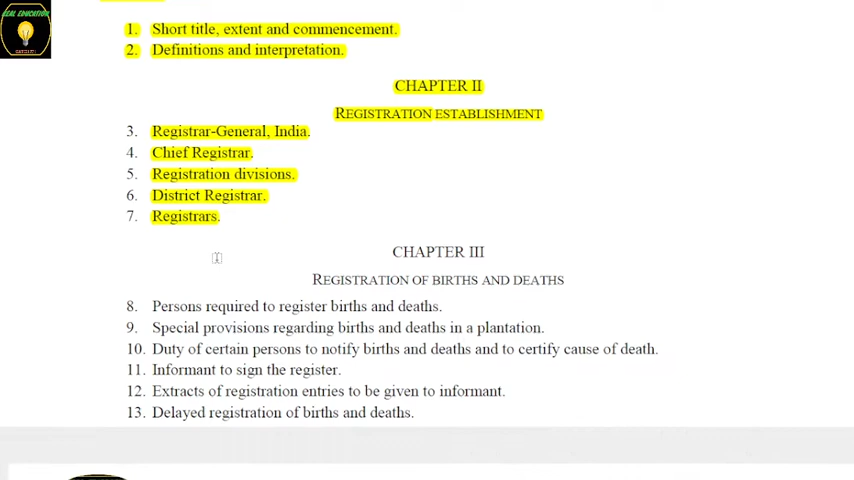 REAL EDUCATION
1. Short title, extent and commencement.
2. Definitions and interpretation.
CHAPTER II
REGISTRATION ESTABLISHMENT
3. Registrar-General, India.
4. Chief Registrar.
5. Registration divisions.
6. District Registrar.
7. Registrars.
CHAPTER III
REGISTRATION OF BIRTHS AND DEATHS
8. Persons required to register births and deaths.
9. Special provisions regarding births and deaths in a plantation.
10. Duty of certain persons to notify births and deaths and to certify cause of death.
11. Informant to sign the register.
12. Extracts of registration entries to be given to informant.
13. Delayed registration of births and deaths.